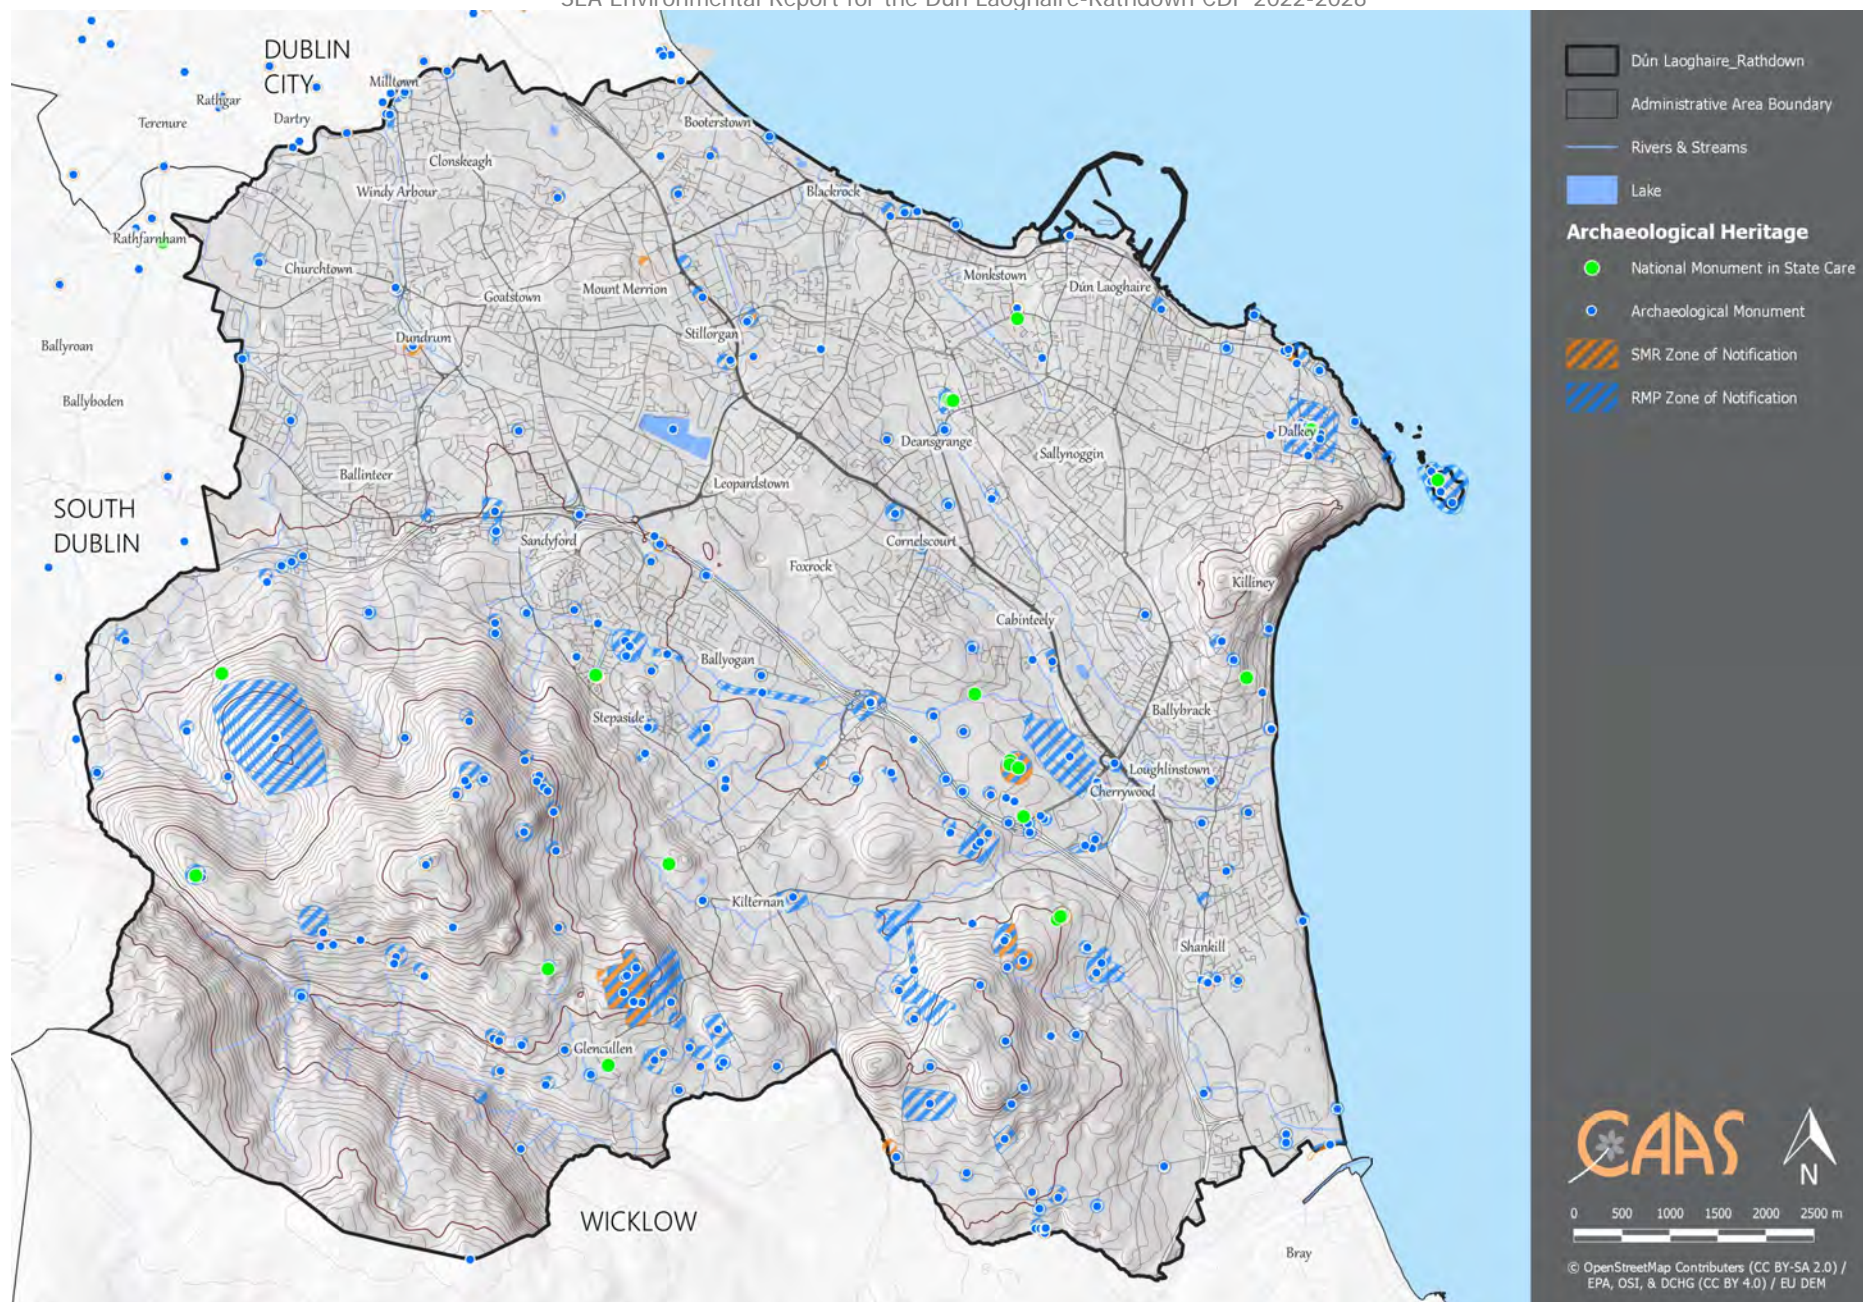 SEA Environmental Report for the Dún Laoghaire-Rathdown CDP 2022-2028
DUBLIN
CITY
Milltown
Rathgar
Terenure
Dartry
Booterstown
Clonskeagh
Windy Arbour
Blackrock
Rathfarnham
Churchtown
Goatstown
Mount Merrion
Monkstown
Dún Laoghaire
Stillorgan
Dundrum
Ballyroan
Ballyboden
Dalkey
Deansgrange
Sallynoggin
Ballinteer
Leopardstown
SOUTH
DUBLIN
Sandyford
Cornelscourt
Foxrock
Killiney
Cabinteely
Ballyogan
Stepaside
Ballybrack
Loughlinstown
Cherrywood
Kilternan
Shankill
Glencullen
WICKLOW
Bray
Dún Laoghaire_Rathdown
Administrative Area Boundary
Rivers & Streams
Lake
Archaeological Heritage
National Monument in State Care
Archaeological Monument
SMR Zone of Notification
RMP Zone of Notification
CAAS
N
0 500 1000 1500 2000 2500 m
© OpenStreetMap Contributers (CC BY-SA 2.0) /
EPA, OSI, & DCHG (CC BY 4.0) / EU DEM